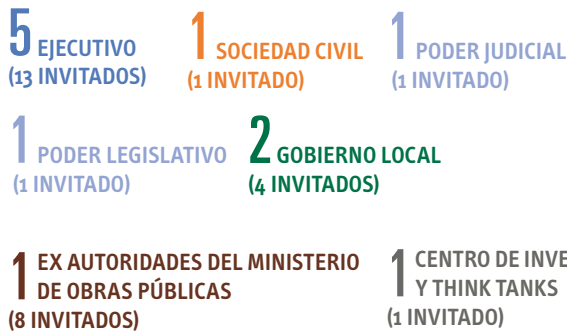 5 EJECUTIVO
(13 INVITADOS)
1 SOCIEDAD CIVIL
(1 INVITADO)
1 PODER JUDICIAL
(1 INVITADO)
1 PODER LEGISLATIVO
(1 INVITADO)
2 GOBIERNO LOCAL
(4 INVITADOS)
1 EX AUTORIDADES DEL MINISTERIO
DE OBRAS PÚBLICAS
(8 INVITADOS)
1 CENTRO DE INVE
Y THINK TANKS
(1 INVITADO)